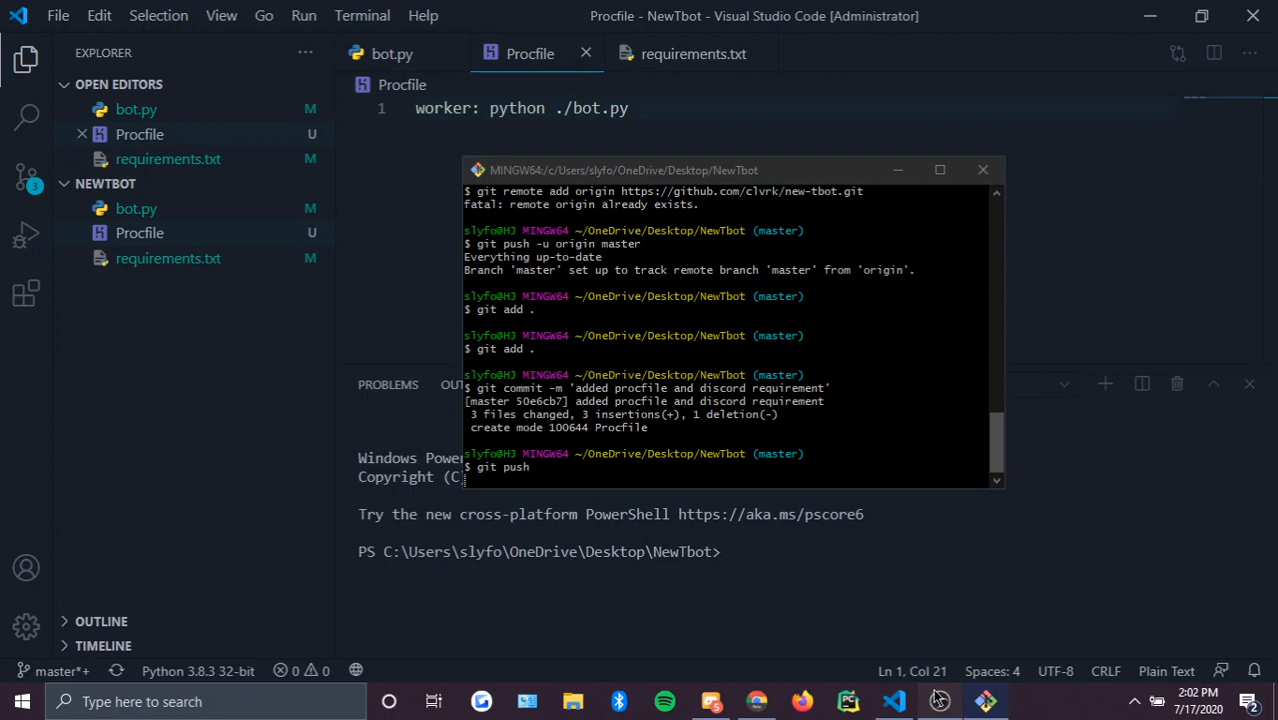 File Edit Selection View Go Run Terminal Help Procfile - NewTbot - Visual Studio Code [Administrator]
EXPLORER
bot.py Procfile requirements.txt
OPEN EDITORS
bot.py M
Procfile U
requirements.txt M
NEWTBOT
bot.py M
Procfile U
requirements.txt M
3
Procfile
1 worker: python ./bot.py
MINGW64:/c/Users/slyfo/OneDrive/Desktop/NewTbot
$ git remote add origin https://github.com/clvrk/new-tbot.git
fatal: remote origin already exists.
slyfo@HJ MINGW64 ~/OneDrive/Desktop/NewTbot (master)
$ git push -u origin master
Everything up-to-date
Branch 'master' set up to track remote branch 'master' from 'origin'.
slyfo@HJ MINGW64 ~/OneDrive/Desktop/NewTbot (master)
$ git add .
slyfo@HJ MINGW64 ~/OneDrive/Desktop/NewTbot (master)
$ git add .
slyfo@HJ MINGW64 ~/OneDrive/Desktop/NewTbot (master)
$ git commit -m 'added procfile and discord requirement'
[master 50e6cb7] added procfile and discord requirement
3 files changed, 3 insertions(+), 1 deletion(-)
create mode 100644 Procfile
slyfo@HJ MINGW64 ~/OneDrive/Desktop/NewTbot (master)
$ git push
PROBLEMS OU
Windows Pow
Copyright (C
Try the new cross-platform PowerShell https://aka.ms/pscore6
PS C:\Users\slyfo\OneDrive\Desktop\NewTbot>
OUTLINE
TIMELINE
master*+ Python 3.8.3 32-bit 0 0 Ln 1, Col 21 Spaces: 4 UTF-8 CRLF Plain Text
Type here to search
PC
5
2:02 PM
7/17/2020
2